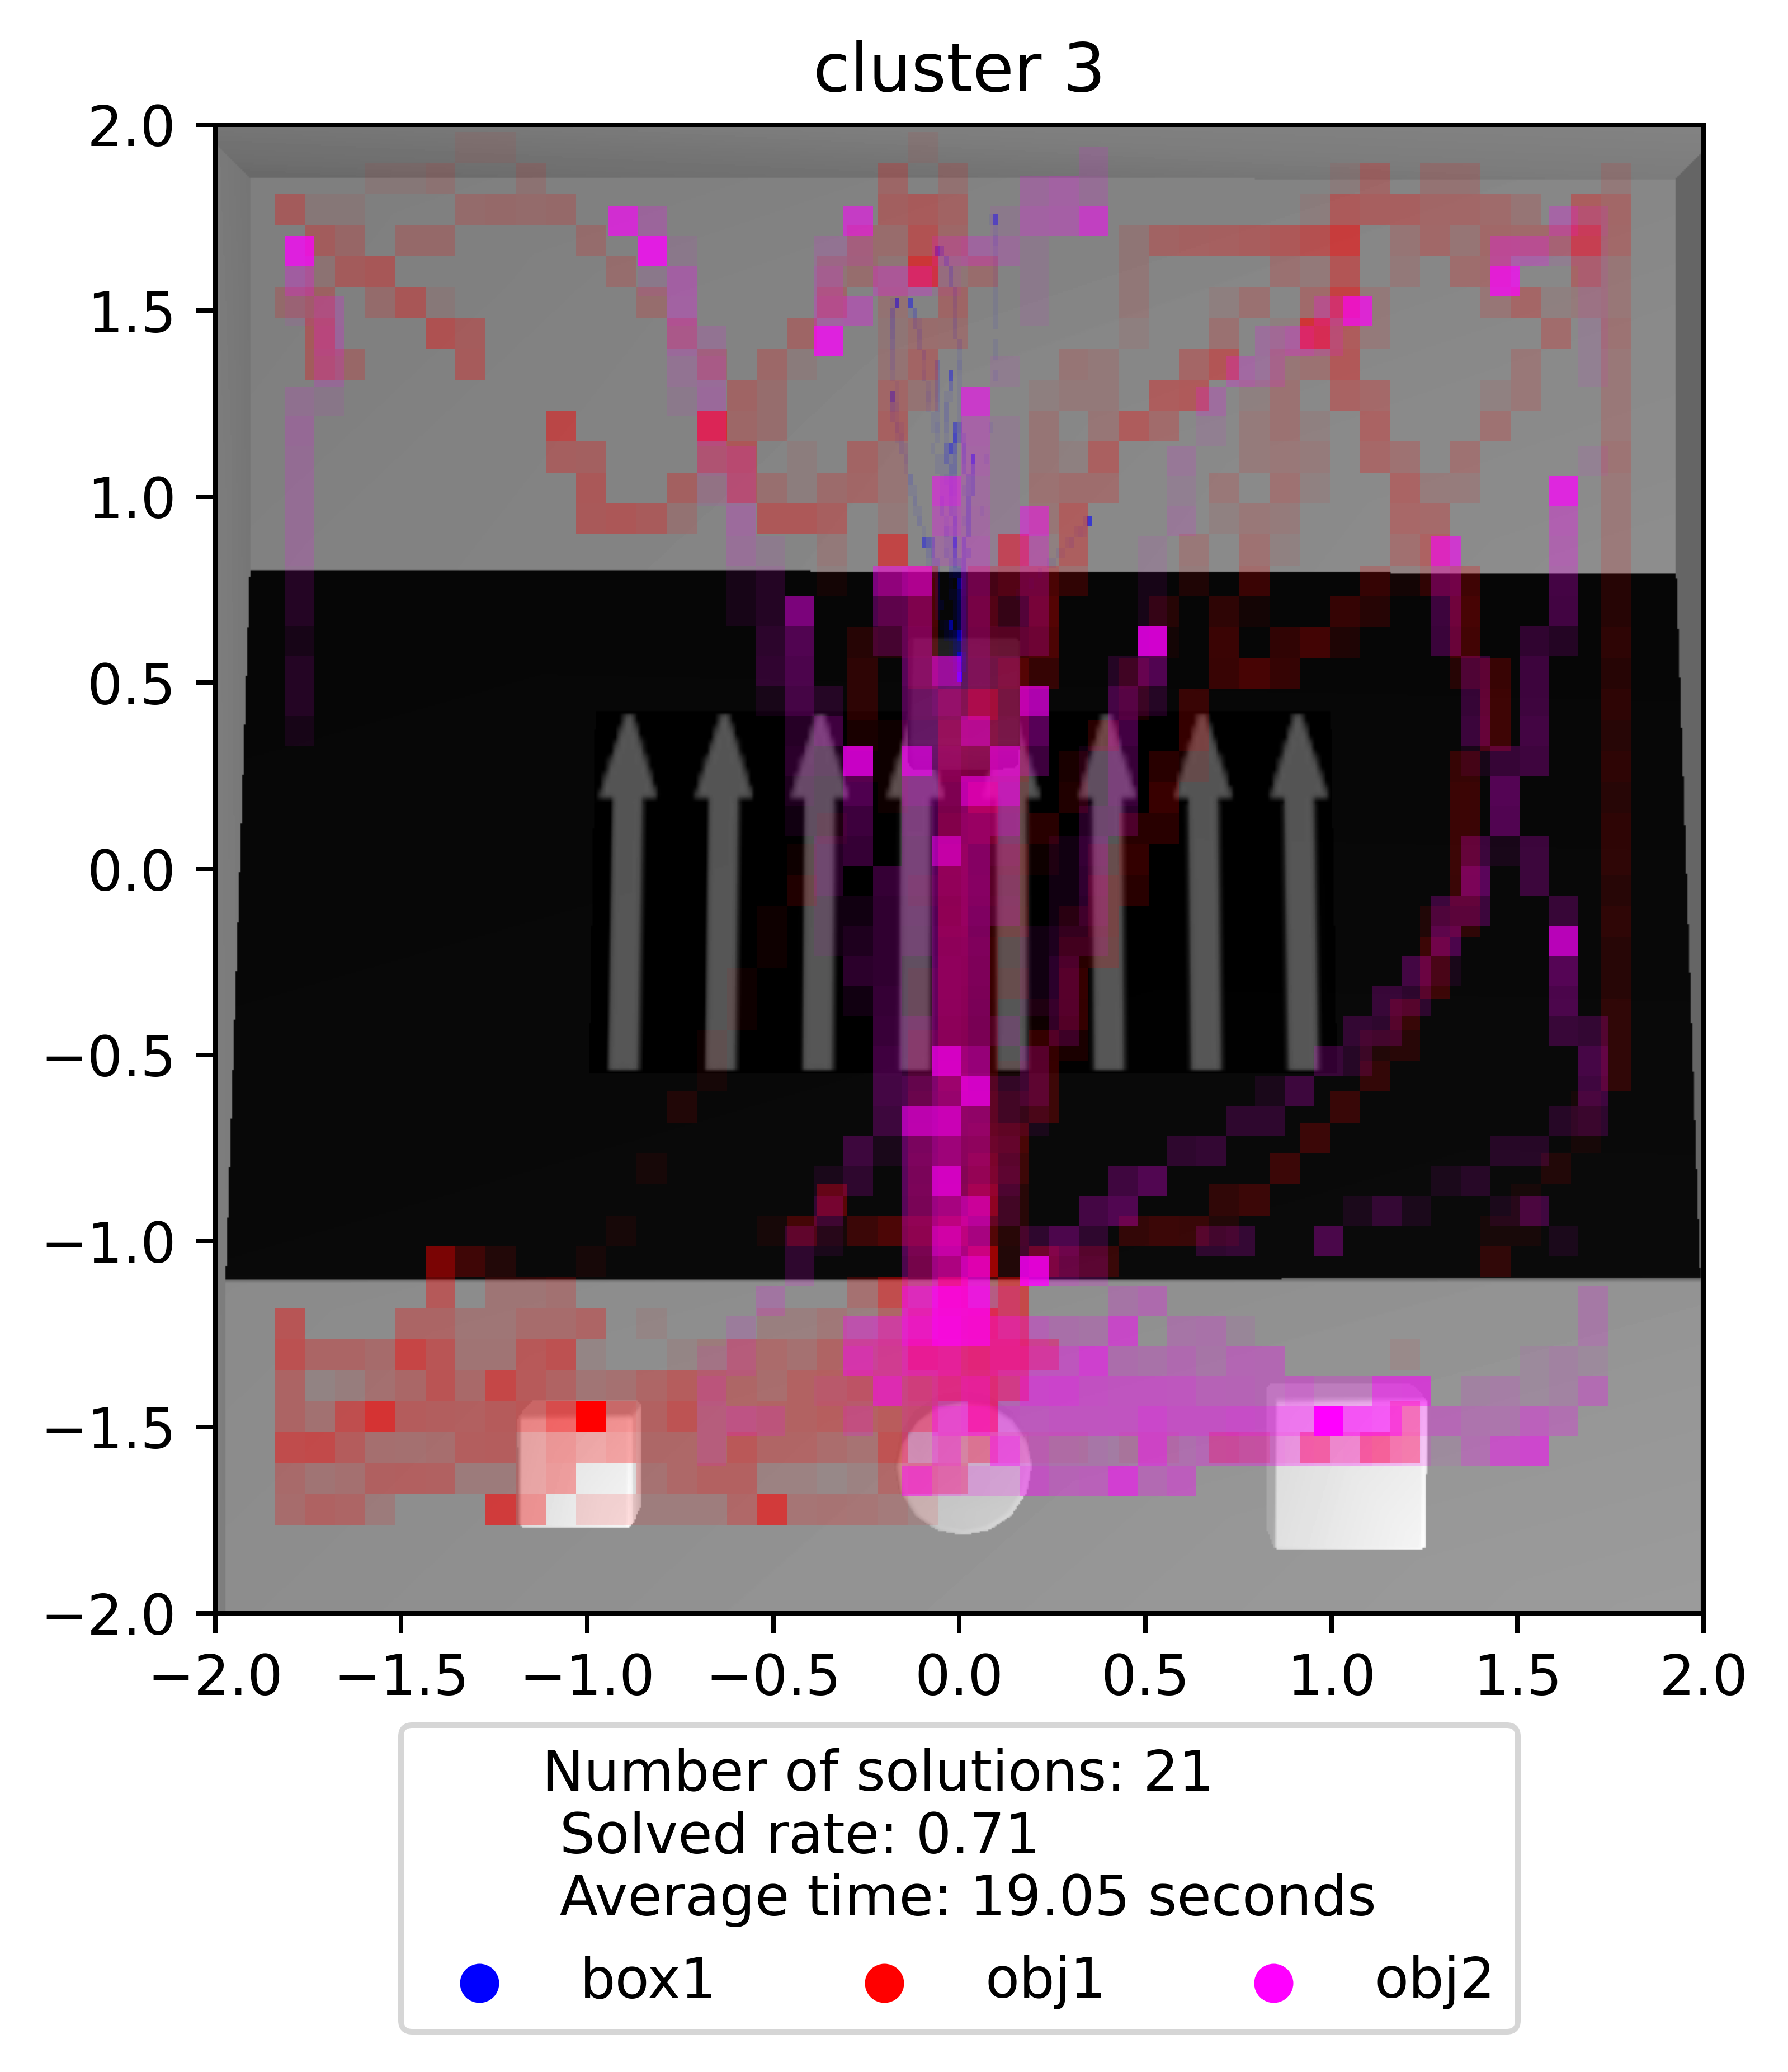 cluster 3
2.0
1.5
1.0
0.5
0.0
−0.5
−1.0
−1.5
−2.0
−2.0 −1.5 −1.0 −0.5 0.0 0.5 1.0 1.5 2.0
Number of solutions: 21
Solved rate: 0.71
Average time: 19.05 seconds
box1 obj1 obj2